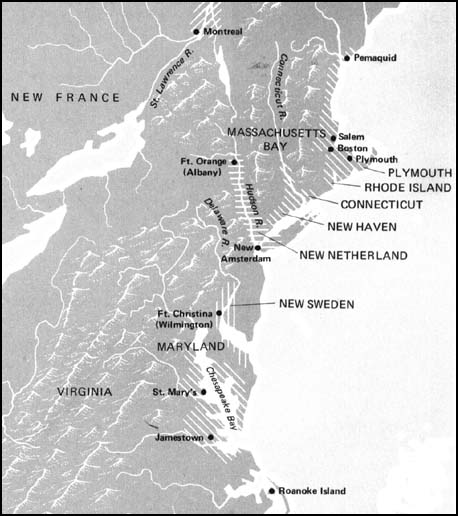 Montreal
St. Lawrence R.
Connecticut R.
Pemaquid
NEW FRANCE
MASSACHUSETTS
BAY
Salem
Boston
Plymouth
PLYMOUTH
Ft. Orange
(Albany)
Hudson R.
RHODE ISLAND
CONNECTICUT
Delaware R.
NEW HAVEN
New
Amsterdam
NEW NETHERLAND
NEW SWEDEN
Ft. Christina
(Wilmington)
MARYLAND
Chesapeake Bay
VIRGINIA
St. Mary's
Jamestown
Roanoke Island